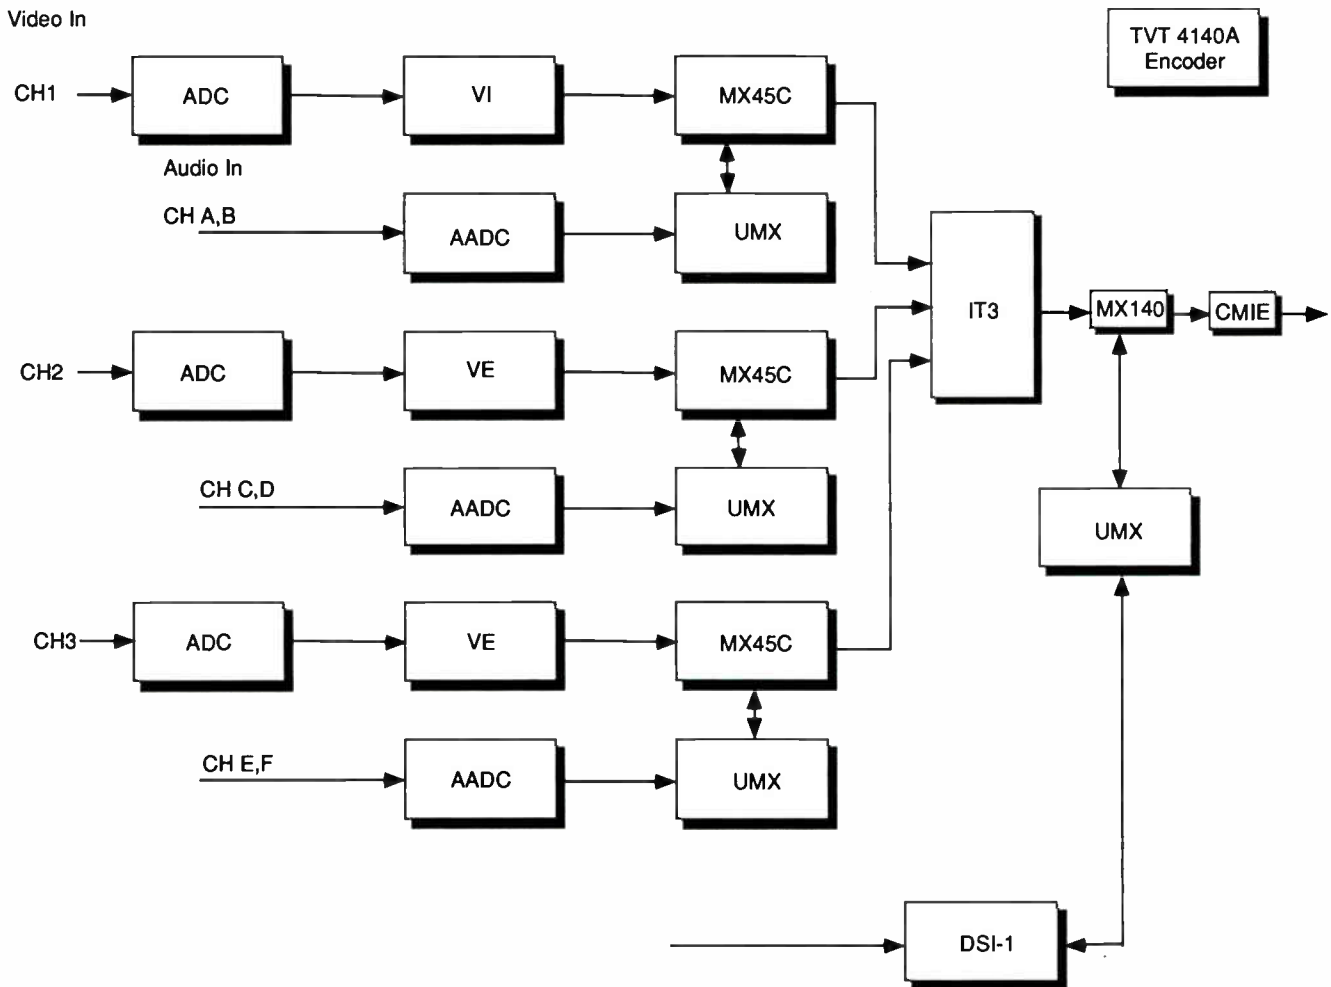 Video In
TVT 4140A
Encoder
CH1
ADC
VI
MX45C
Audio In
CH A,B
AADC
UMX
IT3
MX140
CMIE
CH2
ADC
VE
MX45C
CH C,D
AADC
UMX
UMX
CH3
ADC
VE
MX45C
CH E,F
AADC
UMX
DSI-1